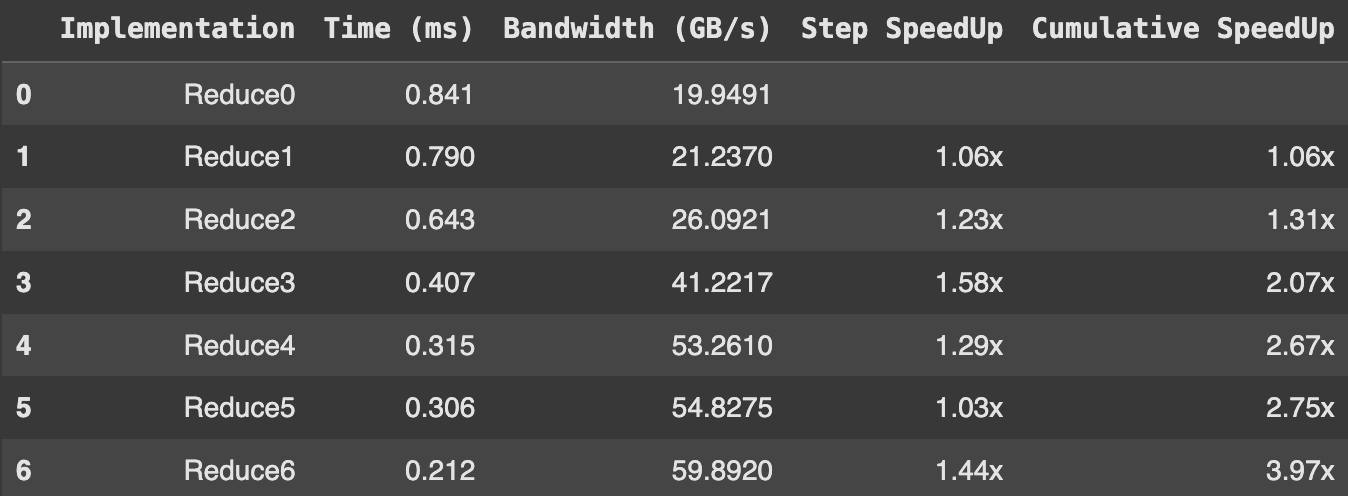 Implementation Time (ms) Bandwidth (GB/s) Step SpeedUp Cumulative SpeedUp
0 Reduce0 0.841 19.9491
1 Reduce1 0.790 21.2370 1.06x 1.06x
2 Reduce2 0.643 26.0921 1.23x 1.31x
3 Reduce3 0.407 41.2217 1.58x 2.07x
4 Reduce4 0.315 53.2610 1.29x 2.67x
5 Reduce5 0.306 54.8275 1.03x 2.75x
6 Reduce6 0.212 59.8920 1.44x 3.97x